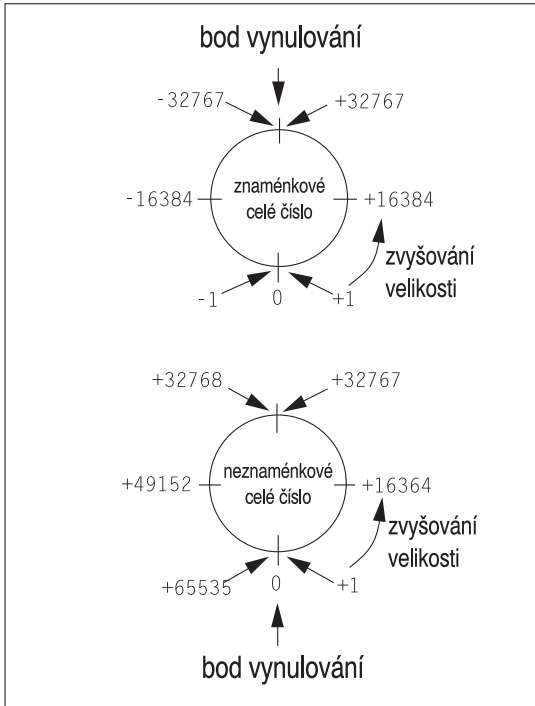 bod vynulování
-32767
+32767
znaménkové
celé číslo
-16384
+16384
zvyšování
velikosti
-1
0
+1
+32768
+32767
neznaménkové
celé číslo
+49152
+16364
zvyšování
velikosti
+65535
0
+1
bod vynulování